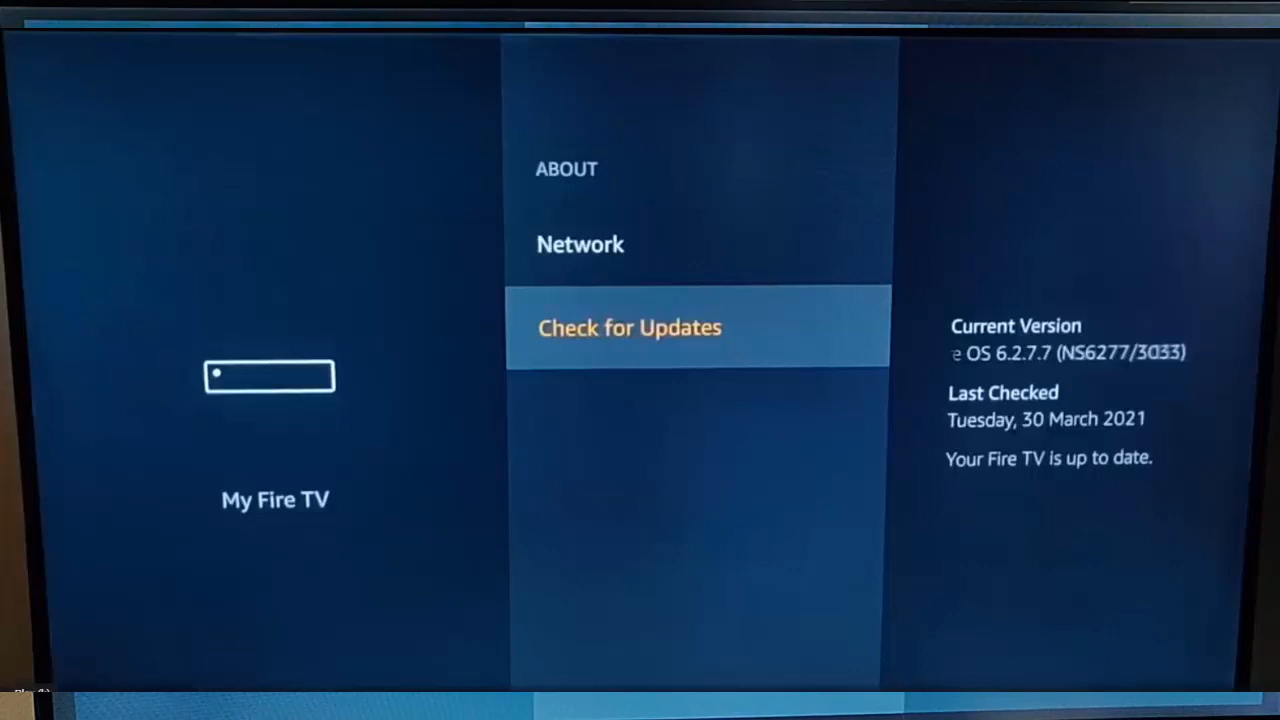 ABOUT
Network
Check for Updates
My Fire TV
Current Version
e OS 6.2.7.7 (NS6277/3033)
Last Checked
Tuesday, 30 March 2021
Your Fire TV is up to date.